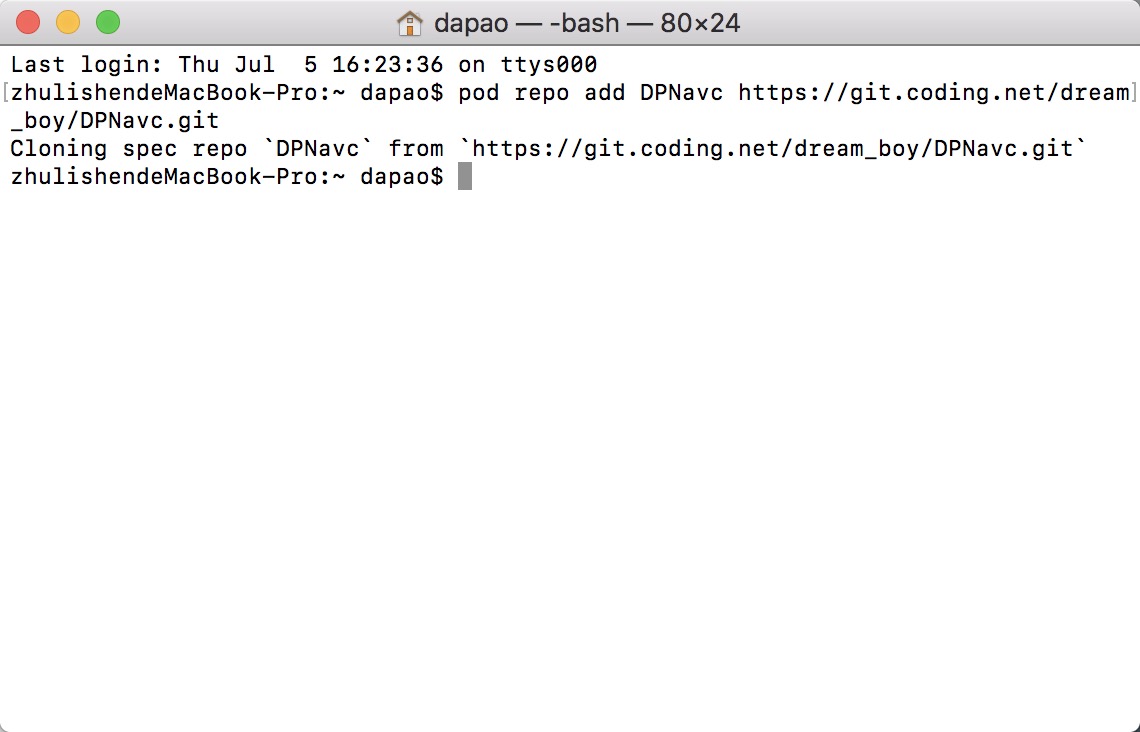 dapao — -bash — 80×24
Last login: Thu Jul  5 16:23:36 on ttys000
[zhulishendeMacBook-Pro:~ dapao$ pod repo add DPNavc https://git.coding.net/dream]
_boy/DPNavc.git
Cloning spec repo `DPNavc` from `https://git.coding.net/dream_boy/DPNavc.git`
zhulishendeMacBook-Pro:~ dapao$